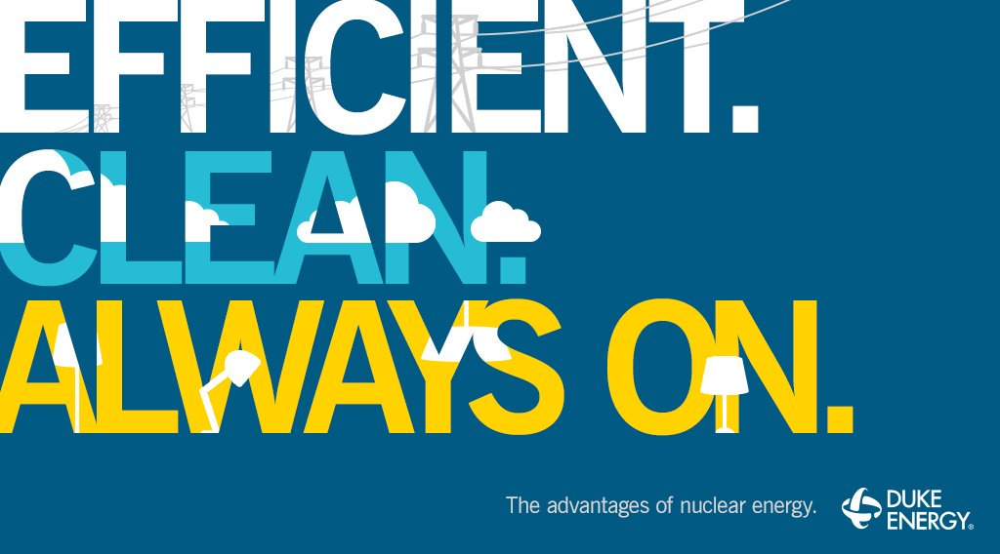 EFFICIENT.
CLEAN.
ALWAYS ON.
The advantages of nuclear energy.
DUKE
ENERGY®